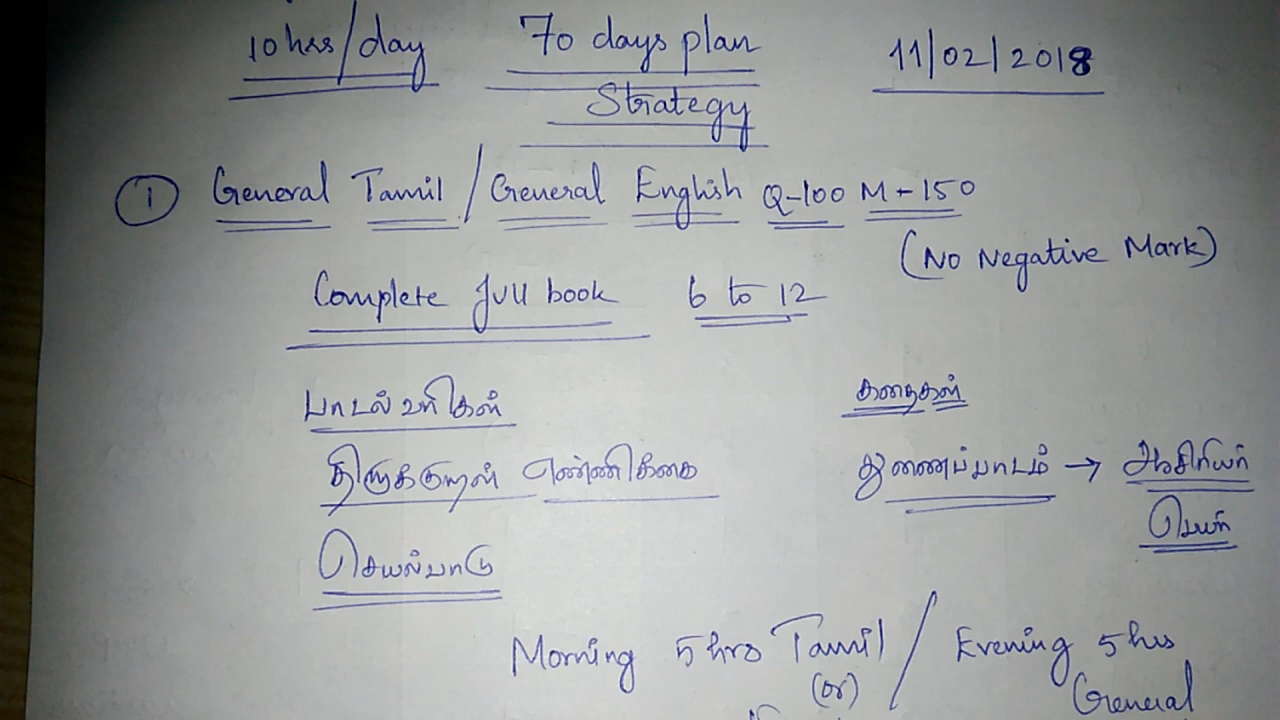 10 hrs/day 70 days plan 11/02/2018
Strategy
① General Tamil / General English Q-100 M-150
(No Negative Mark)
Complete full book 6 to 12
பாடல் வரிகள் கதைகள்
திருக்குறள் எண்ணிக்கை துணைப்பாடம் → ஆசிரியர்
பெயர்
செயல்பாடு
Morning 5 hrs Tamil / Evening 5 hrs
(or) General